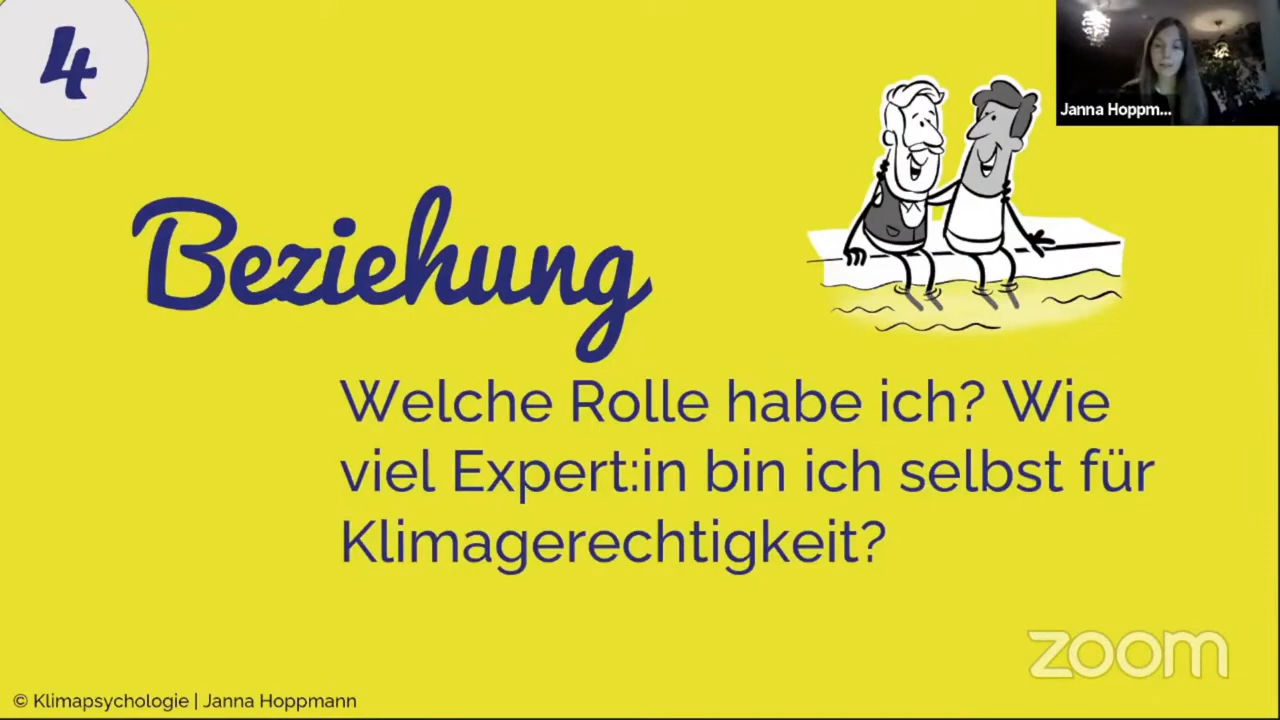 4
Janna Hoppm...
Beziehung
Welche Rolle habe ich? Wie
viel Expert:in bin ich selbst für
Klimagerechtigkeit?
zoom
© Klimapsychologie | Janna Hoppmann